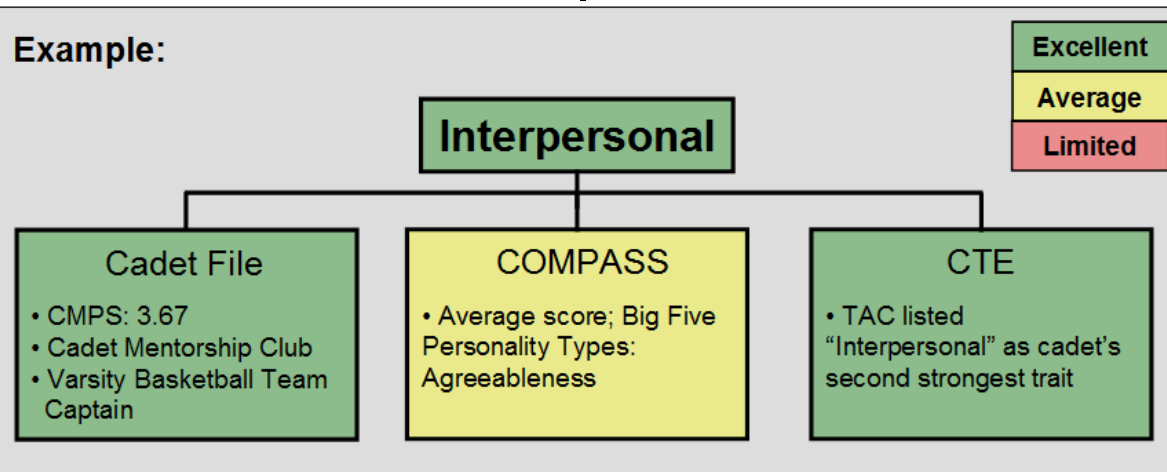 Example:
Excellent
Average
Limited
Interpersonal
Cadet File
• CMPS: 3.67
• Cadet Mentorship Club
• Varsity Basketball Team
Captain
COMPASS
• Average score; Big Five
Personality Types:
Agreeableness
CTE
• TAC listed
“Interpersonal” as cadet’s
second strongest trait